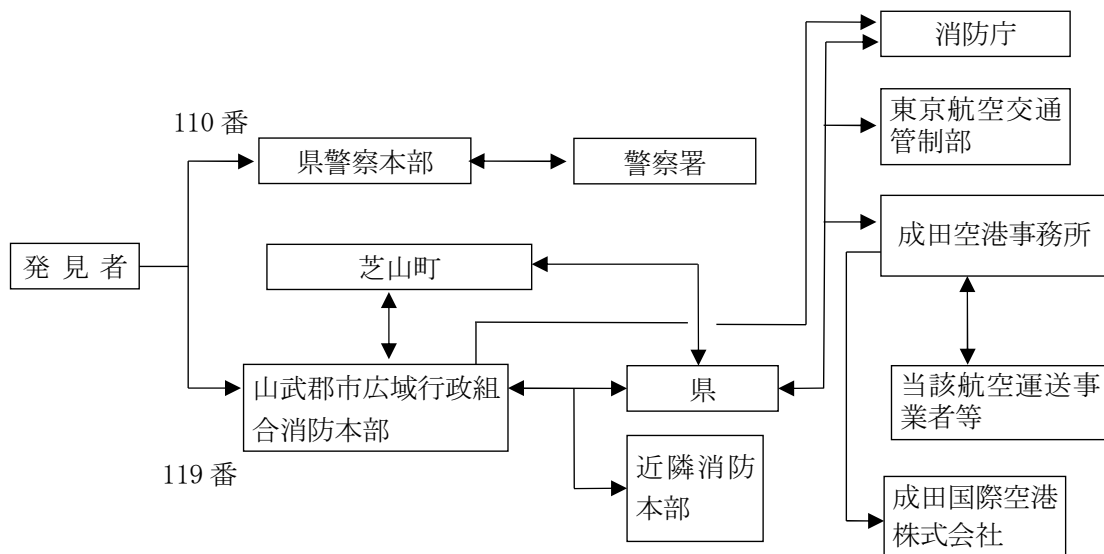 消防庁
110 番
東京航空交通
管制部
県警察本部
警察署
成田空港事務所
発見者
芝山町
山武郡市広域行政組
合消防本部
県
当該航空運送事
業者等
119 番
近隣消防
本部
成田国際空港
株式会社